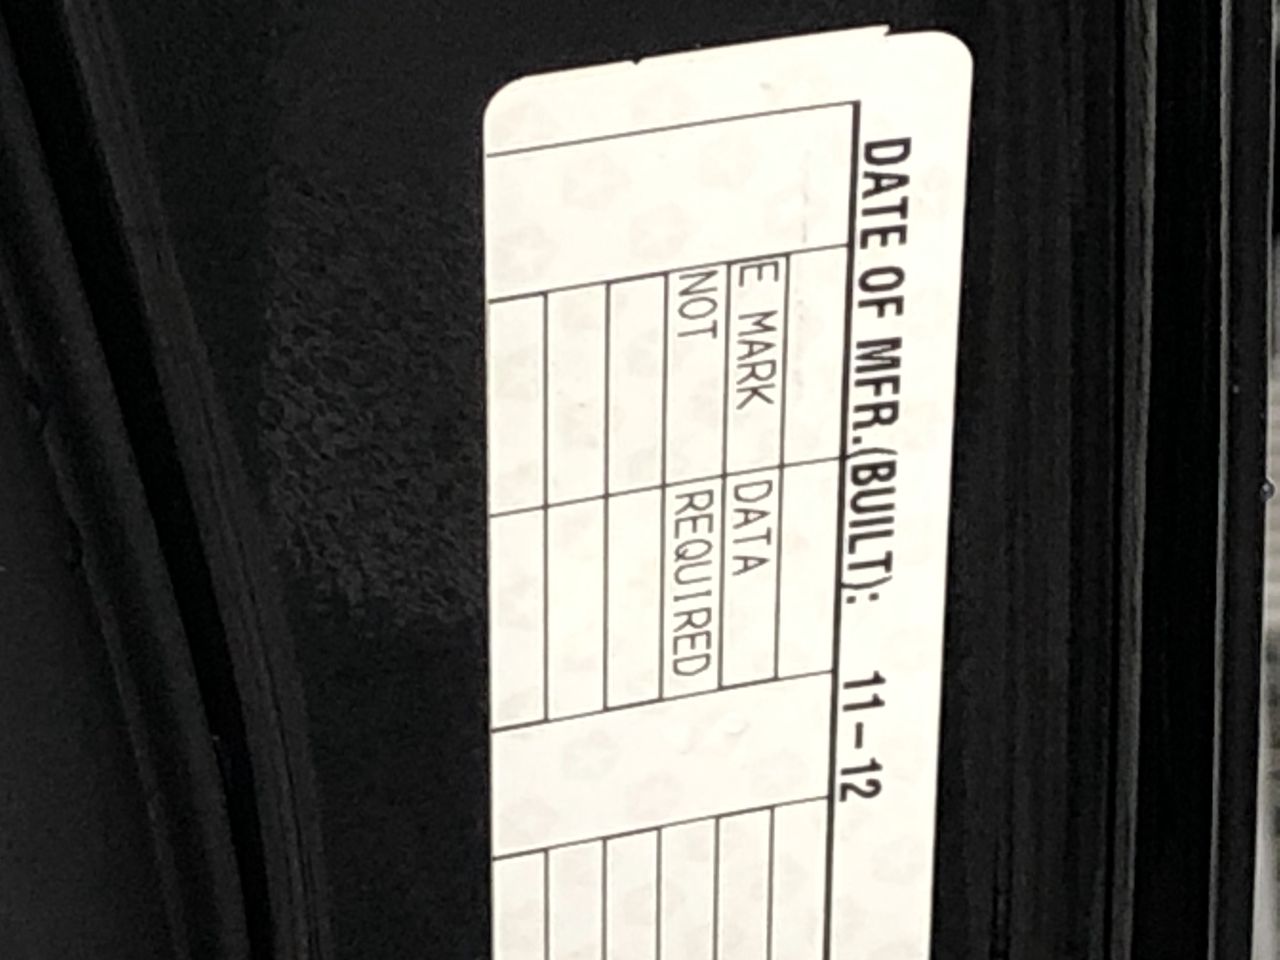 DATE OF MFR.(BUILT): 11-12
E MARK DATA
NOT REQUIRED